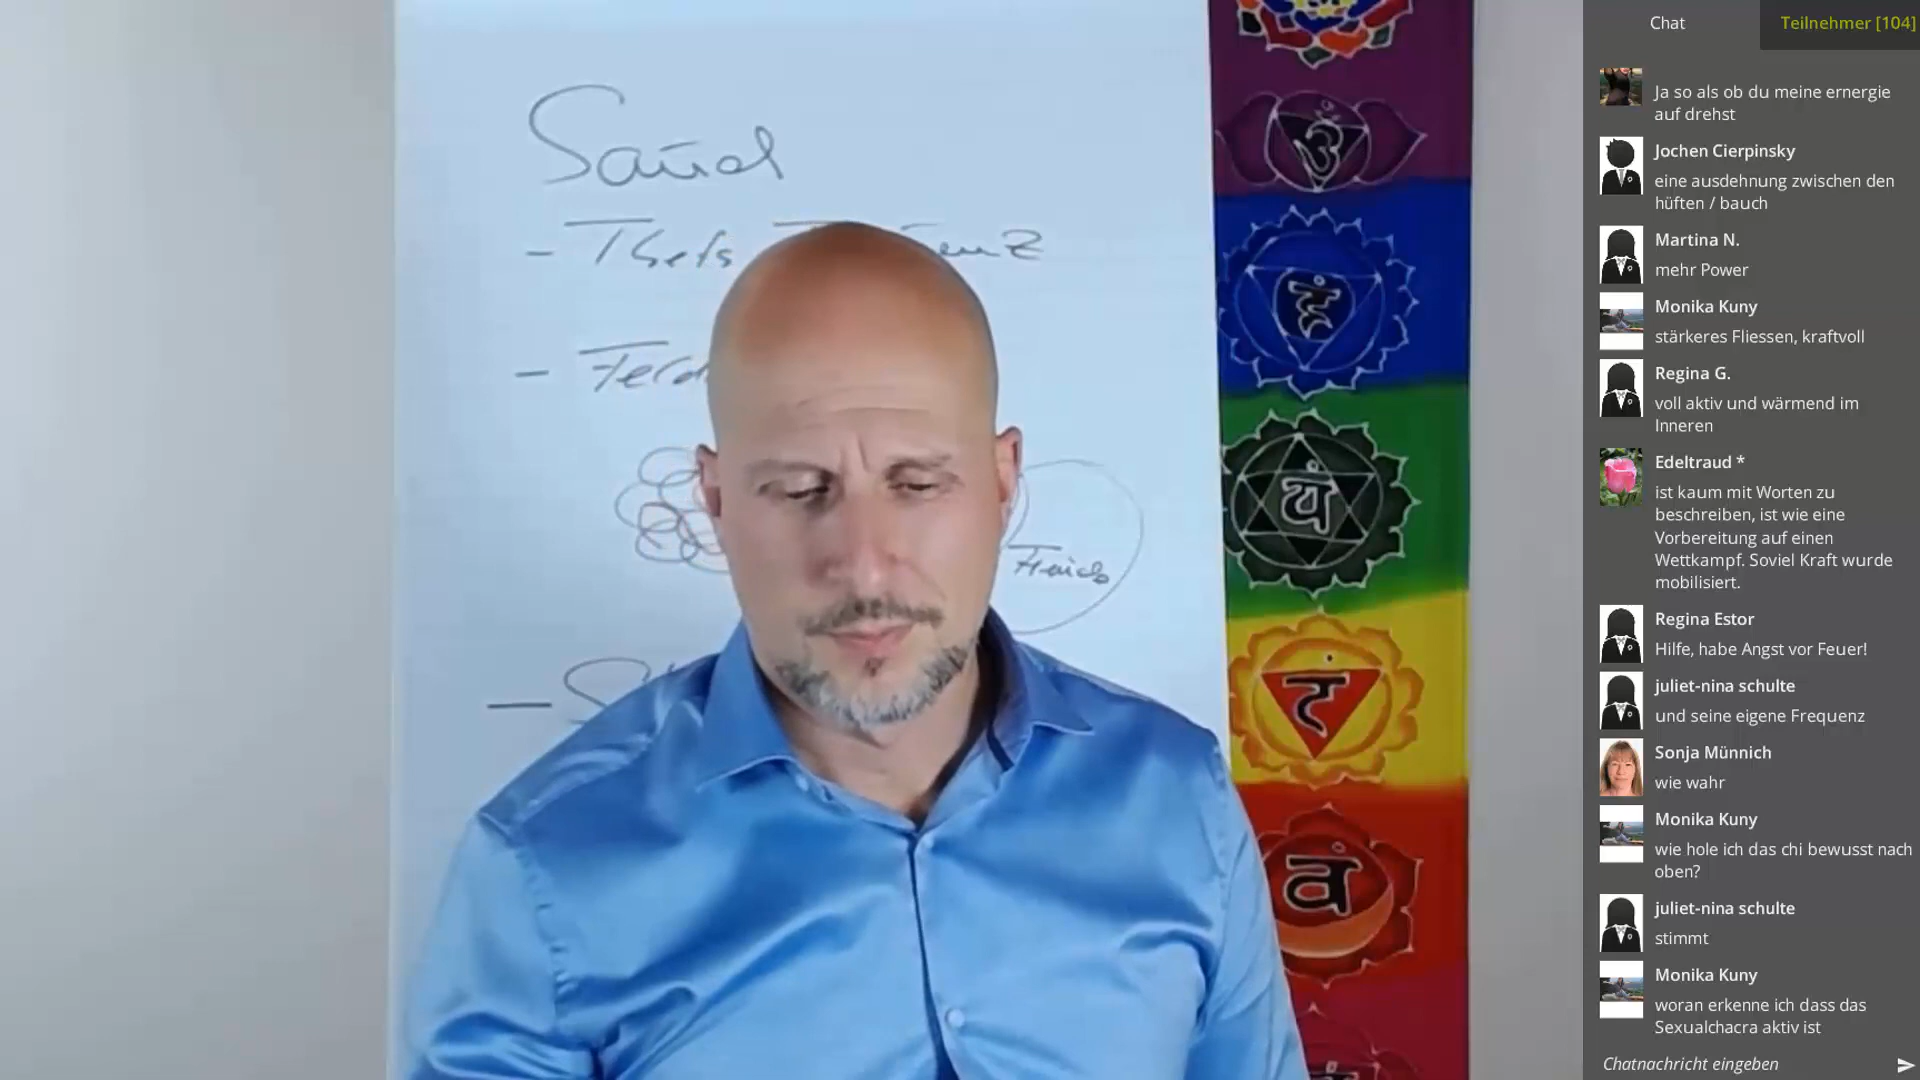 Chat
Teilnehmer [104]
Ja so als ob du meine ernergie
auf drehst
Jochen Cierpinsky
eine ausdehnung zwischen den
hüften / bauch
Martina N.
mehr Power
Monika Kuny
stärkeres Fliessen, kraftvoll
Regina G.
voll aktiv und wärmend im
Inneren
Edeltraud *
ist kaum mit Worten zu
beschreiben, ist wie eine
Vorbereitung auf einen
Wettkampf. Soviel Kraft wurde
mobilisiert.
Regina Estor
Hilfe, habe Angst vor Feuer!
juliet-nina schulte
und seine eigene Frequenz
Sonja Münnich
wie wahr
Monika Kuny
wie hole ich das chi bewusst nach
oben?
juliet-nina schulte
stimmt
Monika Kuny
woran erkenne ich dass das
Sexualchacra aktiv ist
Chatnachricht eingeben
ॐ
हं
यं
रं
वं